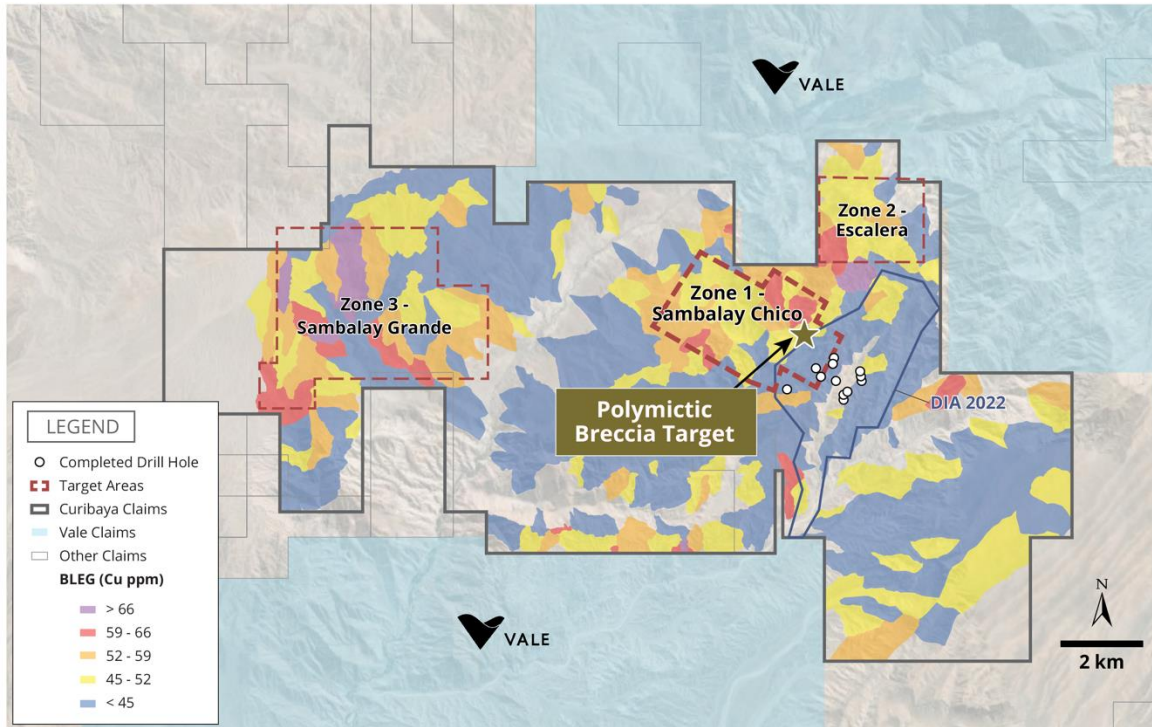 VALE
Zone 2 -
Escalera
Zone 1 -
Sambalay Chico
Zone 3 -
Sambalay Grande
Polymictic
Breccia Target
DIA 2022
LEGEND
Completed Drill Hole
Target Areas
Curibaya Claims
Vale Claims
Other Claims
BLEG (Cu ppm)
> 66
59 - 66
52 - 59
45 - 52
< 45
VALE
N
2 km